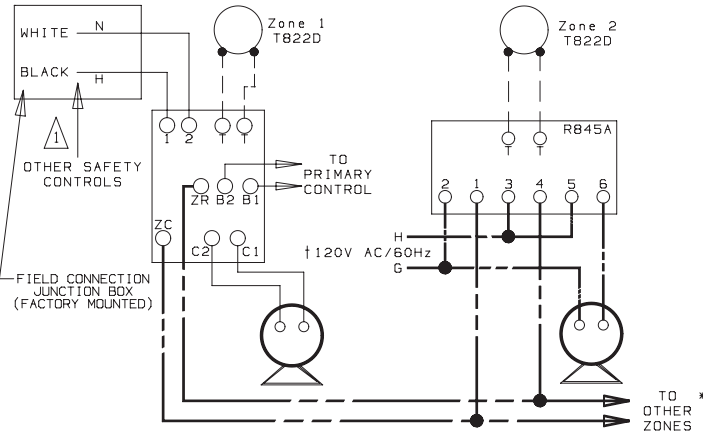 WHITE N
BLACK H
1
OTHER SAFETY
CONTROLS
FIELD CONNECTION
JUNCTION BOX
(FACTORY MOUNTED)
Zone 1
T822D
1 2 T T
ZR B2 B1
TO
PRIMARY
CONTROL
ZC
C2 C1
Zone 2
T822D
R845A
T T
2 1 3 4 5 6
H
†120V AC/60Hz
G
TO *
OTHER
ZONES